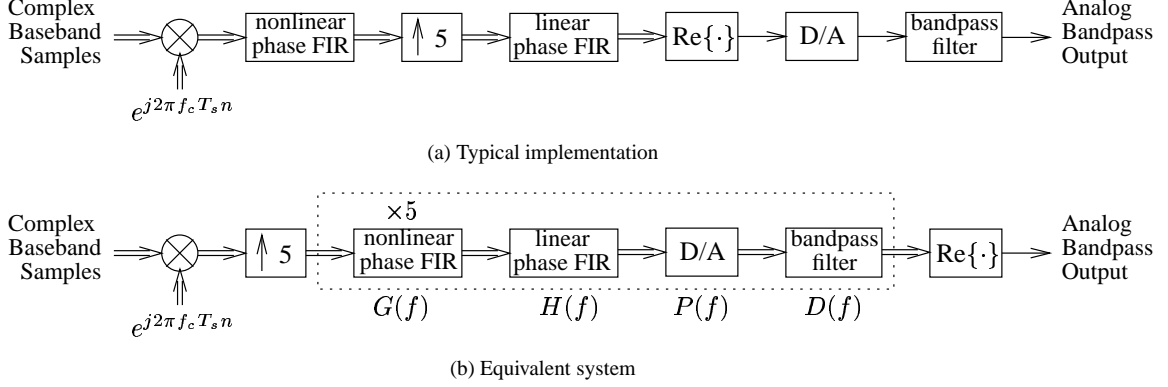 Complex
Baseband
Samples
nonlinear
phase FIR
↑ 5
linear
phase FIR
Re{·}
D/A
bandpass
filter
Analog
Bandpass
Output
e^{j2πf_cT_sn}
(a) Typical implementation
Complex
Baseband
Samples
↑ 5
×5
nonlinear
phase FIR
linear
phase FIR
D/A
bandpass
filter
Re{·}
Analog
Bandpass
Output
G(f)
H(f)
P(f)
D(f)
e^{j2πf_cT_sn}
(b) Equivalent system